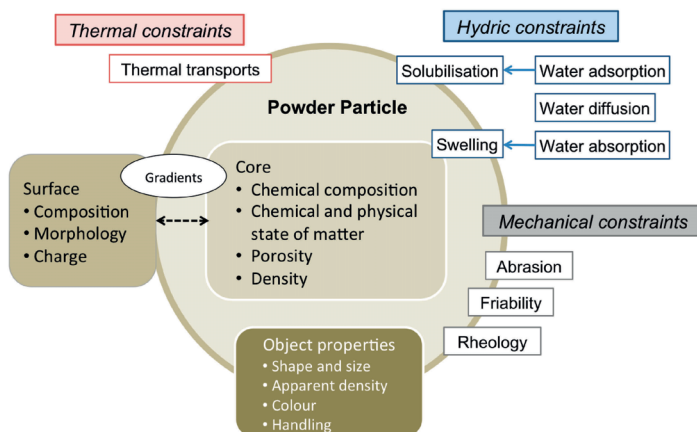 Thermal constraints
Hydric constraints
Thermal transports
Solubilisation
Water adsorption
Powder Particle
Water diffusion
Swelling
Water absorption
Gradients
Core
• Chemical composition
• Chemical and physical
state of matter
• Porosity
• Density
Surface
• Composition
• Morphology
• Charge
Mechanical constraints
Abrasion
Friability
Rheology
Object properties
• Shape and size
• Apparent density
• Colour
• Handling